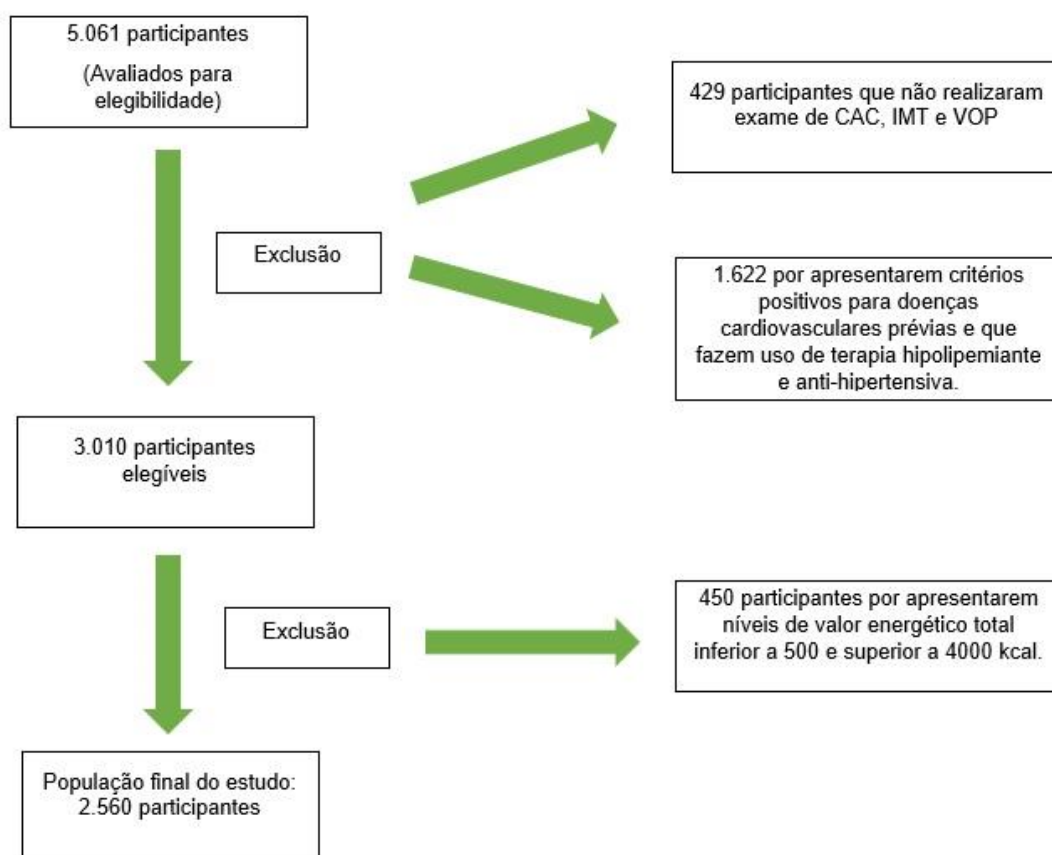 5.061 participantes
(Avaliados para
elegibilidade)
429 participantes que não realizaram
exame de CAC, IMT e VOP
Exclusão
1.622 por apresentarem critérios
positivos para doenças
cardiovasculares prévias e que
fazem uso de terapia hipolipemiante
e anti-hipertensiva.
3.010 participantes
elegíveis
450 participantes por apresentarem
níveis de valor energético total
inferior a 500 e superior a 4000 kcal.
Exclusão
População final do estudo:
2.560 participantes